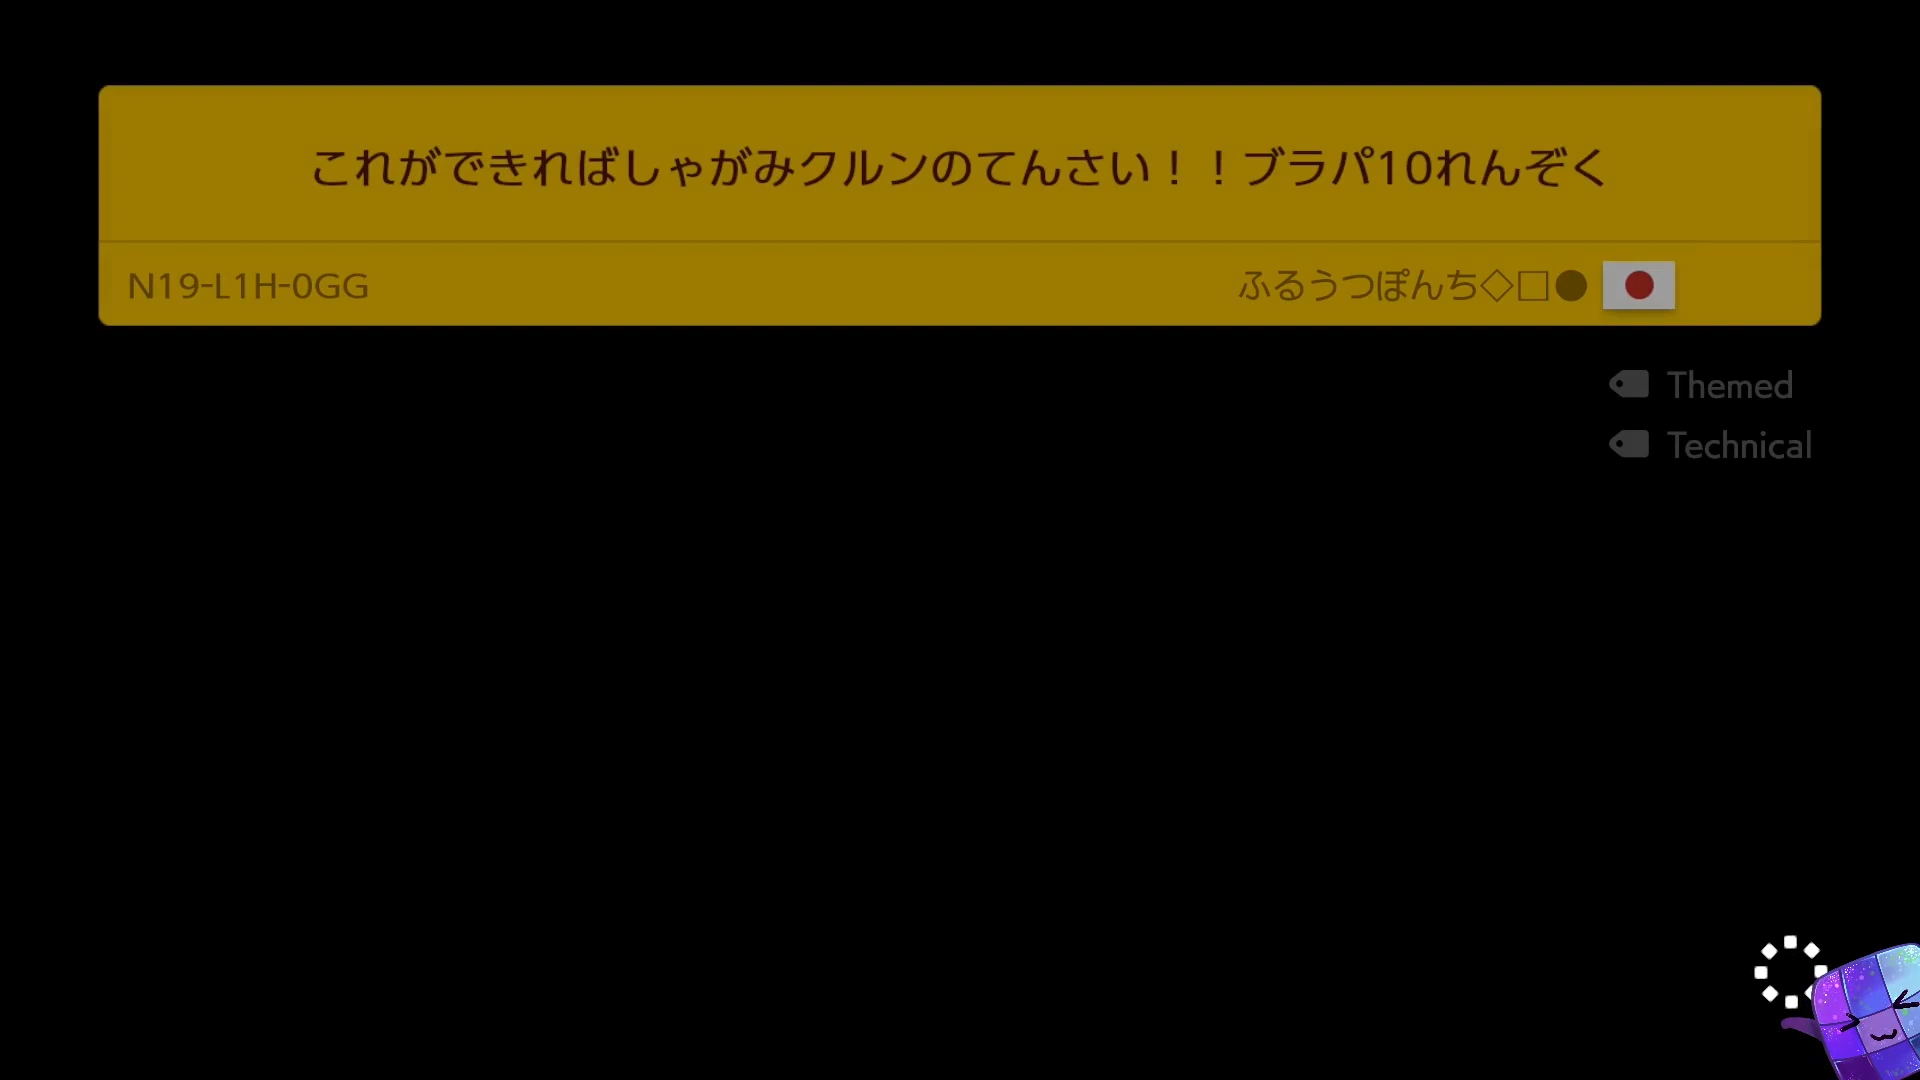 これができればしゃがみクルンのてんさい！！ブラパ10れんぞく
N19-L1H-0GG
ふるうつぽんち◇□●
Themed
Technical